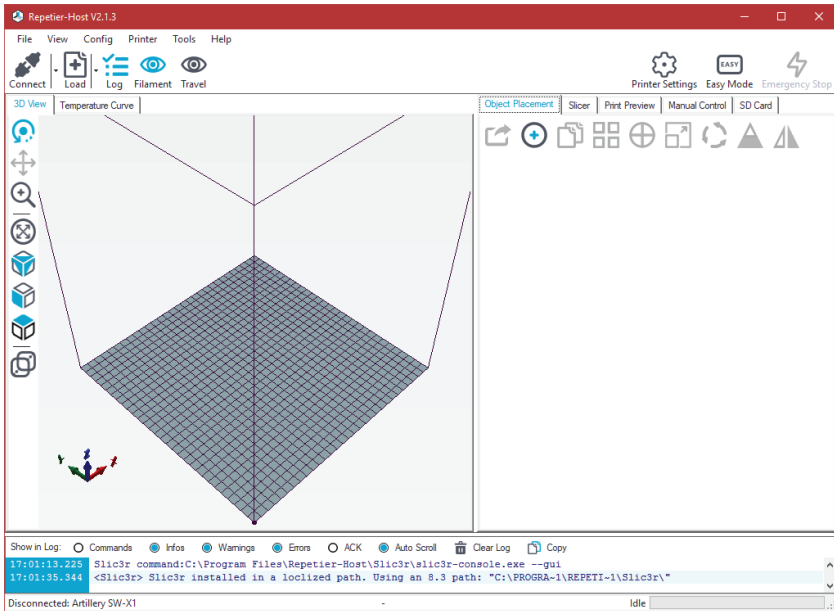 Repetier-Host V2.1.3
File View Config Printer Tools Help
Connect Load Log Filament Travel Printer Settings Easy Mode Emergency Stop
EASY
3D View Temperature Curve Object Placement Slicer Print Preview Manual Control SD Card
Y Z X
Show in Log: Commands Infos Warnings Errors ACK Auto Scroll Clear Log Copy
17:01:13.225 Slic3r command:C:\Program Files\Repetier-Host\Slic3r\slic3r-console.exe --gui
17:01:35.344 <Slic3r> Slic3r installed in a loclized path. Using an 8.3 path: "C:\PROGRA~1\REPETI~1\Slic3r\"
Disconnected: Artillery SW-X1 - Idle